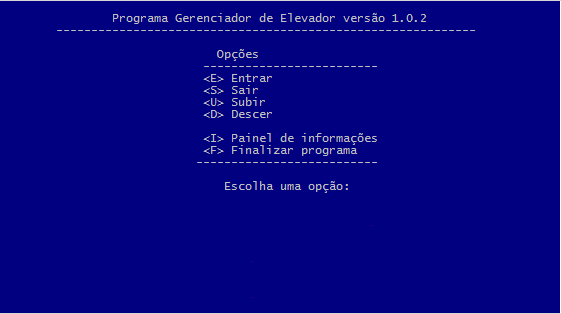 Programa Gerenciador de Elevador versão 1.0.2
------------------------------------------------------------
Opções
-------------------------
<E> Entrar
<S> Sair
<U> Subir
<D> Descer
<I> Painel de informações
<F> Finalizar programa
--------------------------
Escolha uma opção: